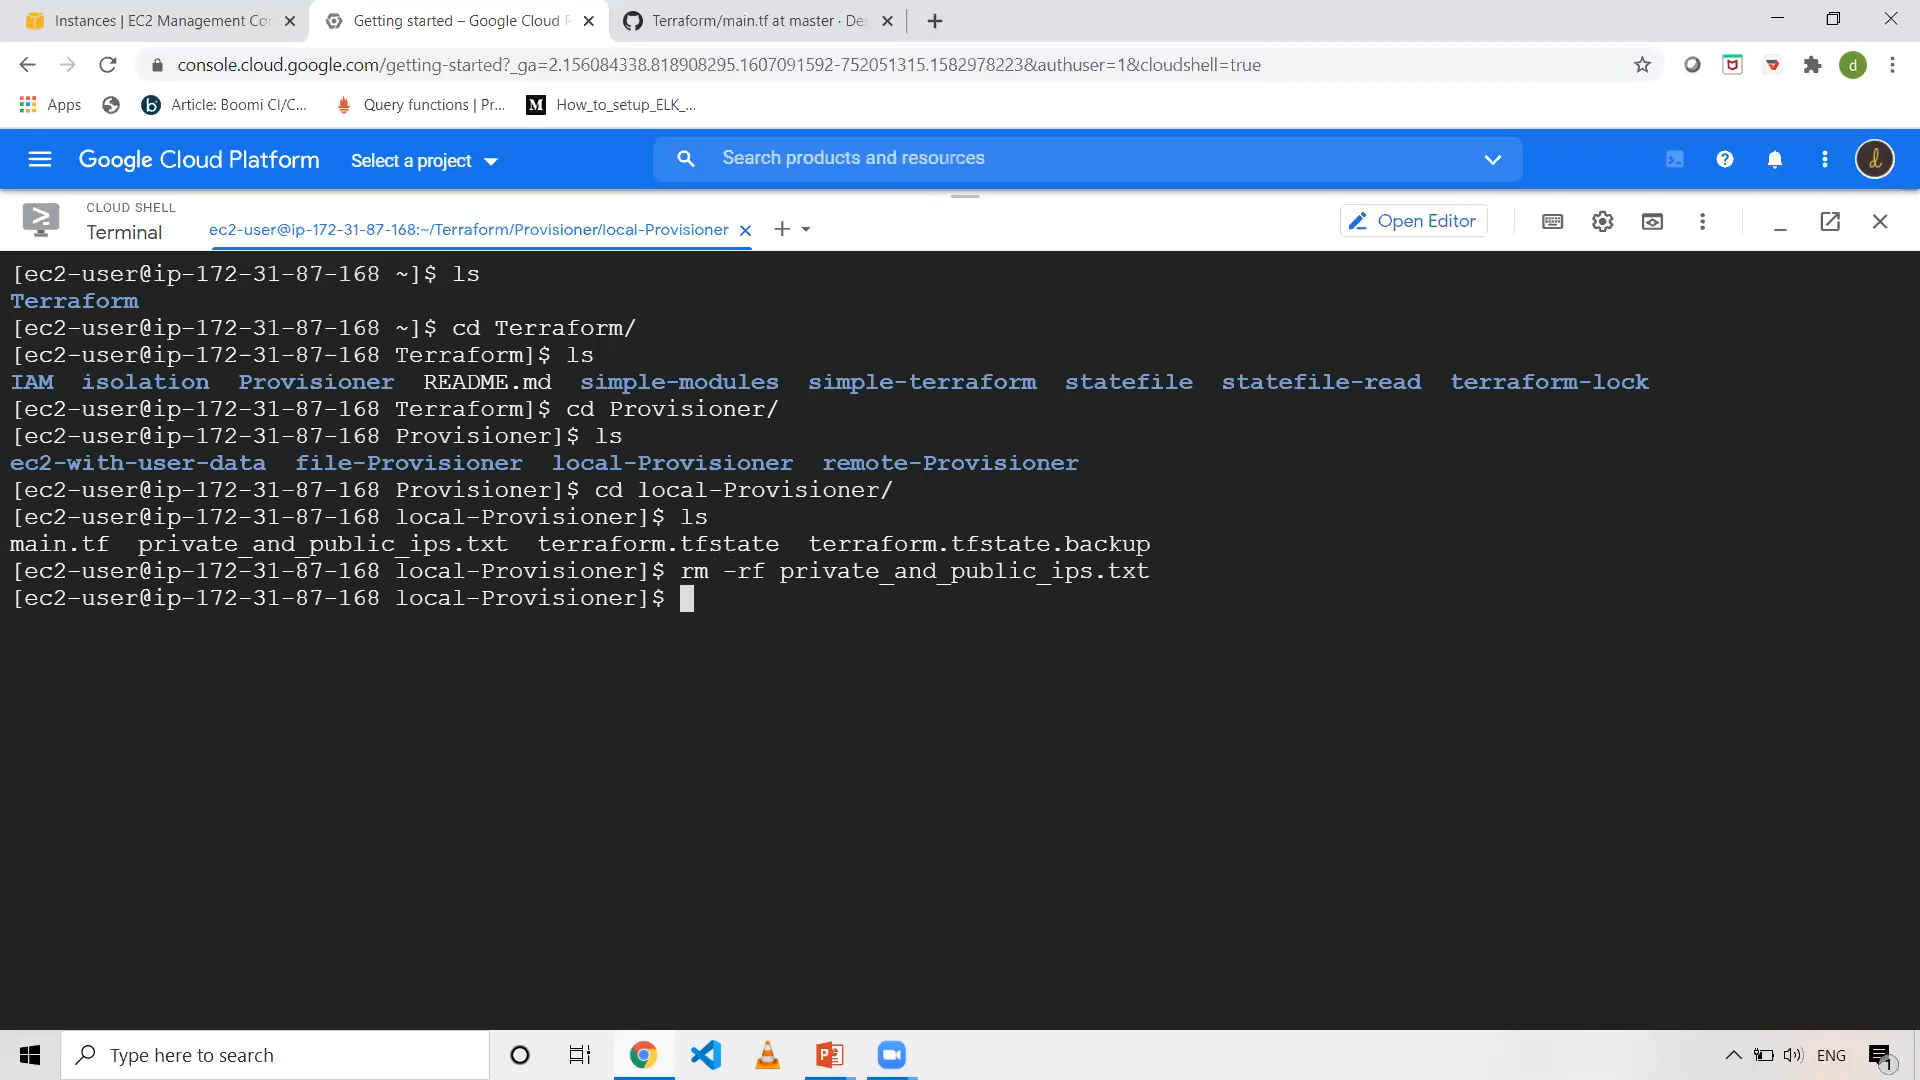 Instances | EC2 Management Co
Getting started – Google Cloud P
Terraform/main.tf at master · De
console.cloud.google.com/getting-started?_ga=2.156084338.818908295.1607091592-752051315.1582978223&authuser=1&cloudshell=true
d
Apps
Article: Boomi CI/C...
Query functions | Pr...
How_to_setup_ELK_...
Google Cloud Platform
Select a project
Search products and resources
CLOUD SHELL
Terminal
ec2-user@ip-172-31-87-168:~/Terraform/Provisioner/local-Provisioner
Open Editor
[ec2-user@ip-172-31-87-168 ~]$ ls
Terraform
[ec2-user@ip-172-31-87-168 ~]$ cd Terraform/
[ec2-user@ip-172-31-87-168 Terraform]$ ls
IAM isolation Provisioner README.md simple-modules simple-terraform statefile statefile-read terraform-lock
[ec2-user@ip-172-31-87-168 Terraform]$ cd Provisioner/
[ec2-user@ip-172-31-87-168 Provisioner]$ ls
ec2-with-user-data file-Provisioner local-Provisioner remote-Provisioner
[ec2-user@ip-172-31-87-168 Provisioner]$ cd local-Provisioner/
[ec2-user@ip-172-31-87-168 local-Provisioner]$ ls
main.tf private_and_public_ips.txt terraform.tfstate terraform.tfstate.backup
[ec2-user@ip-172-31-87-168 local-Provisioner]$ rm -rf private_and_public_ips.txt
[ec2-user@ip-172-31-87-168 local-Provisioner]$
Type here to search
ENG
1